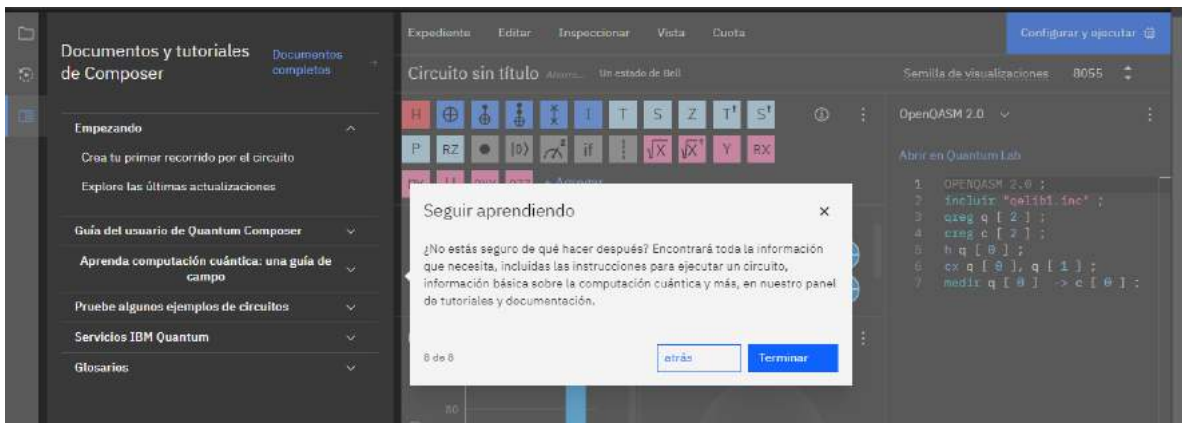 Documentos y tutoriales de Composer
Documentos completos
Empezando
Crea tu primer recorrido por el circuito
Explore las últimas actualizaciones
Guía del usuario de Quantum Composer
Aprenda computación cuántica: una guía de campo
Pruebe algunos ejemplos de circuitos
Servicios IBM Quantum
Glosarios
Expediente Editar Inspeccionar Vista Cuota
Configurar y ejecutar
Circuito sin título
Un estado de Bell
Semilla de visualizaciones 8055
H I T S Z T† S†
P RZ |0⟩ if √X √X† Y RX
+ Agregar
OpenQASM 2.0
Abrir en Quantum Lab
1 OPENQASM 2.0 ;
2 incluir "qelib1.inc" ;
3 qreg q [ 2 ] ;
4 creg c [ 2 ] ;
5 h q [ 0 ] ;
6 cx q [ 0 ], q [ 1 ] ;
7 medir q [ 0 ] -> c [ 0 ] ;
Seguir aprendiendo
¿No estás seguro de qué hacer después? Encontrará toda la información
que necesita, incluidas las instrucciones para ejecutar un circuito,
información básica sobre la computación cuántica y más, en nuestro panel
de tutoriales y documentación.
8 de 8
atrás
Terminar